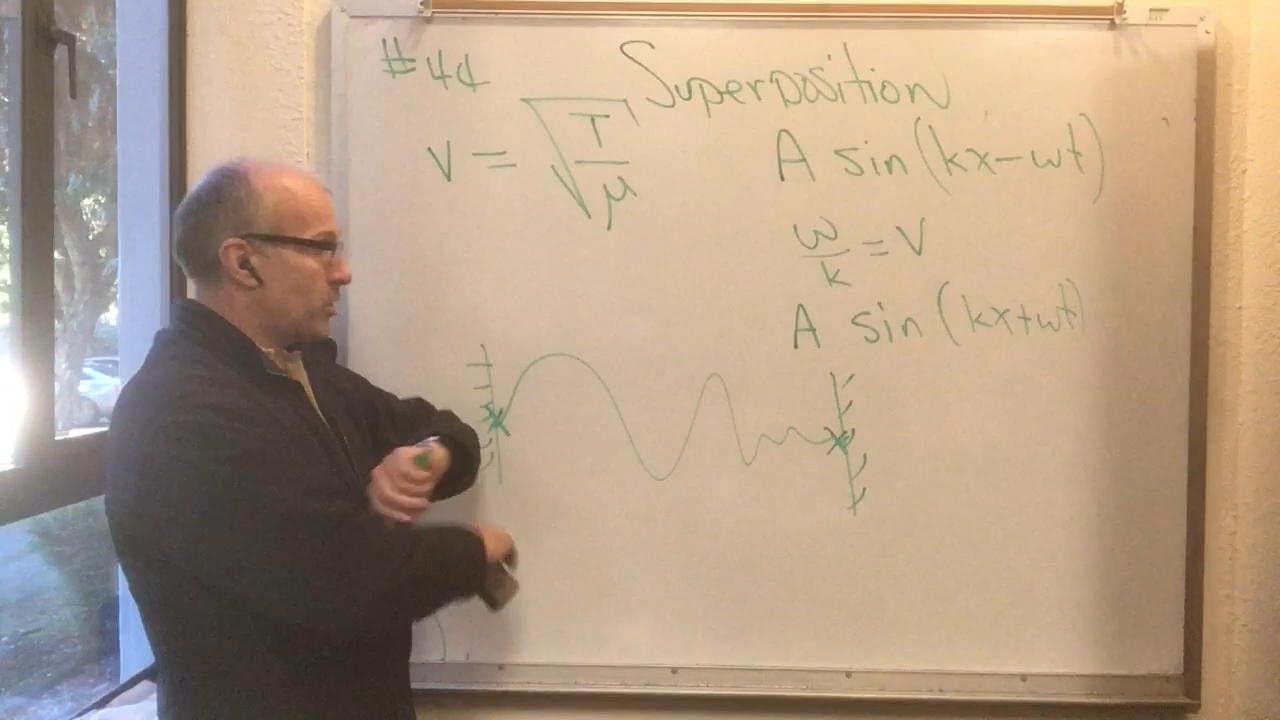 #44
Superposition
V = √(T/μ)
A sin(kx-ωt)
ω/k = V
A sin(kx+ωt)